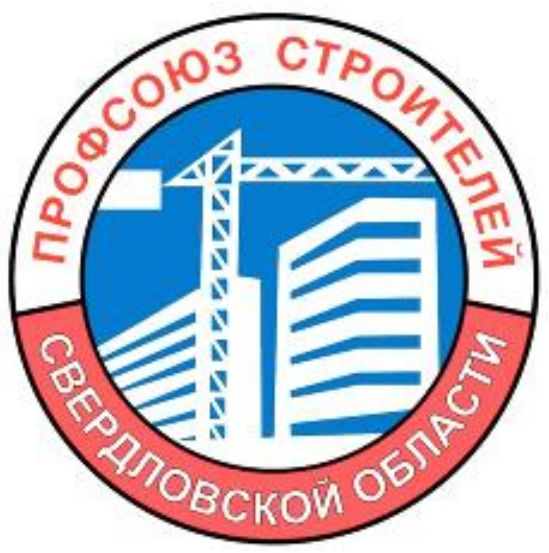 ПРОФСОЮЗ СТРОИТЕЛЕЙ
СВЕРДЛОВСКОЙ ОБЛАСТИ